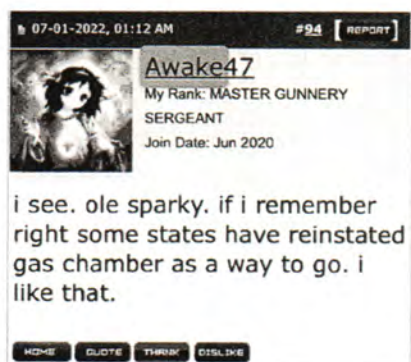 07-01-2022, 01:12 AM #94 [REPORT]
Awake47
My Rank: MASTER GUNNERY
SERGEANT
Join Date: Jun 2020
i see. ole sparky. if i remember
right some states have reinstated
gas chamber as a way to go. i
like that.
HOME QUOTE THANK DISLIKE